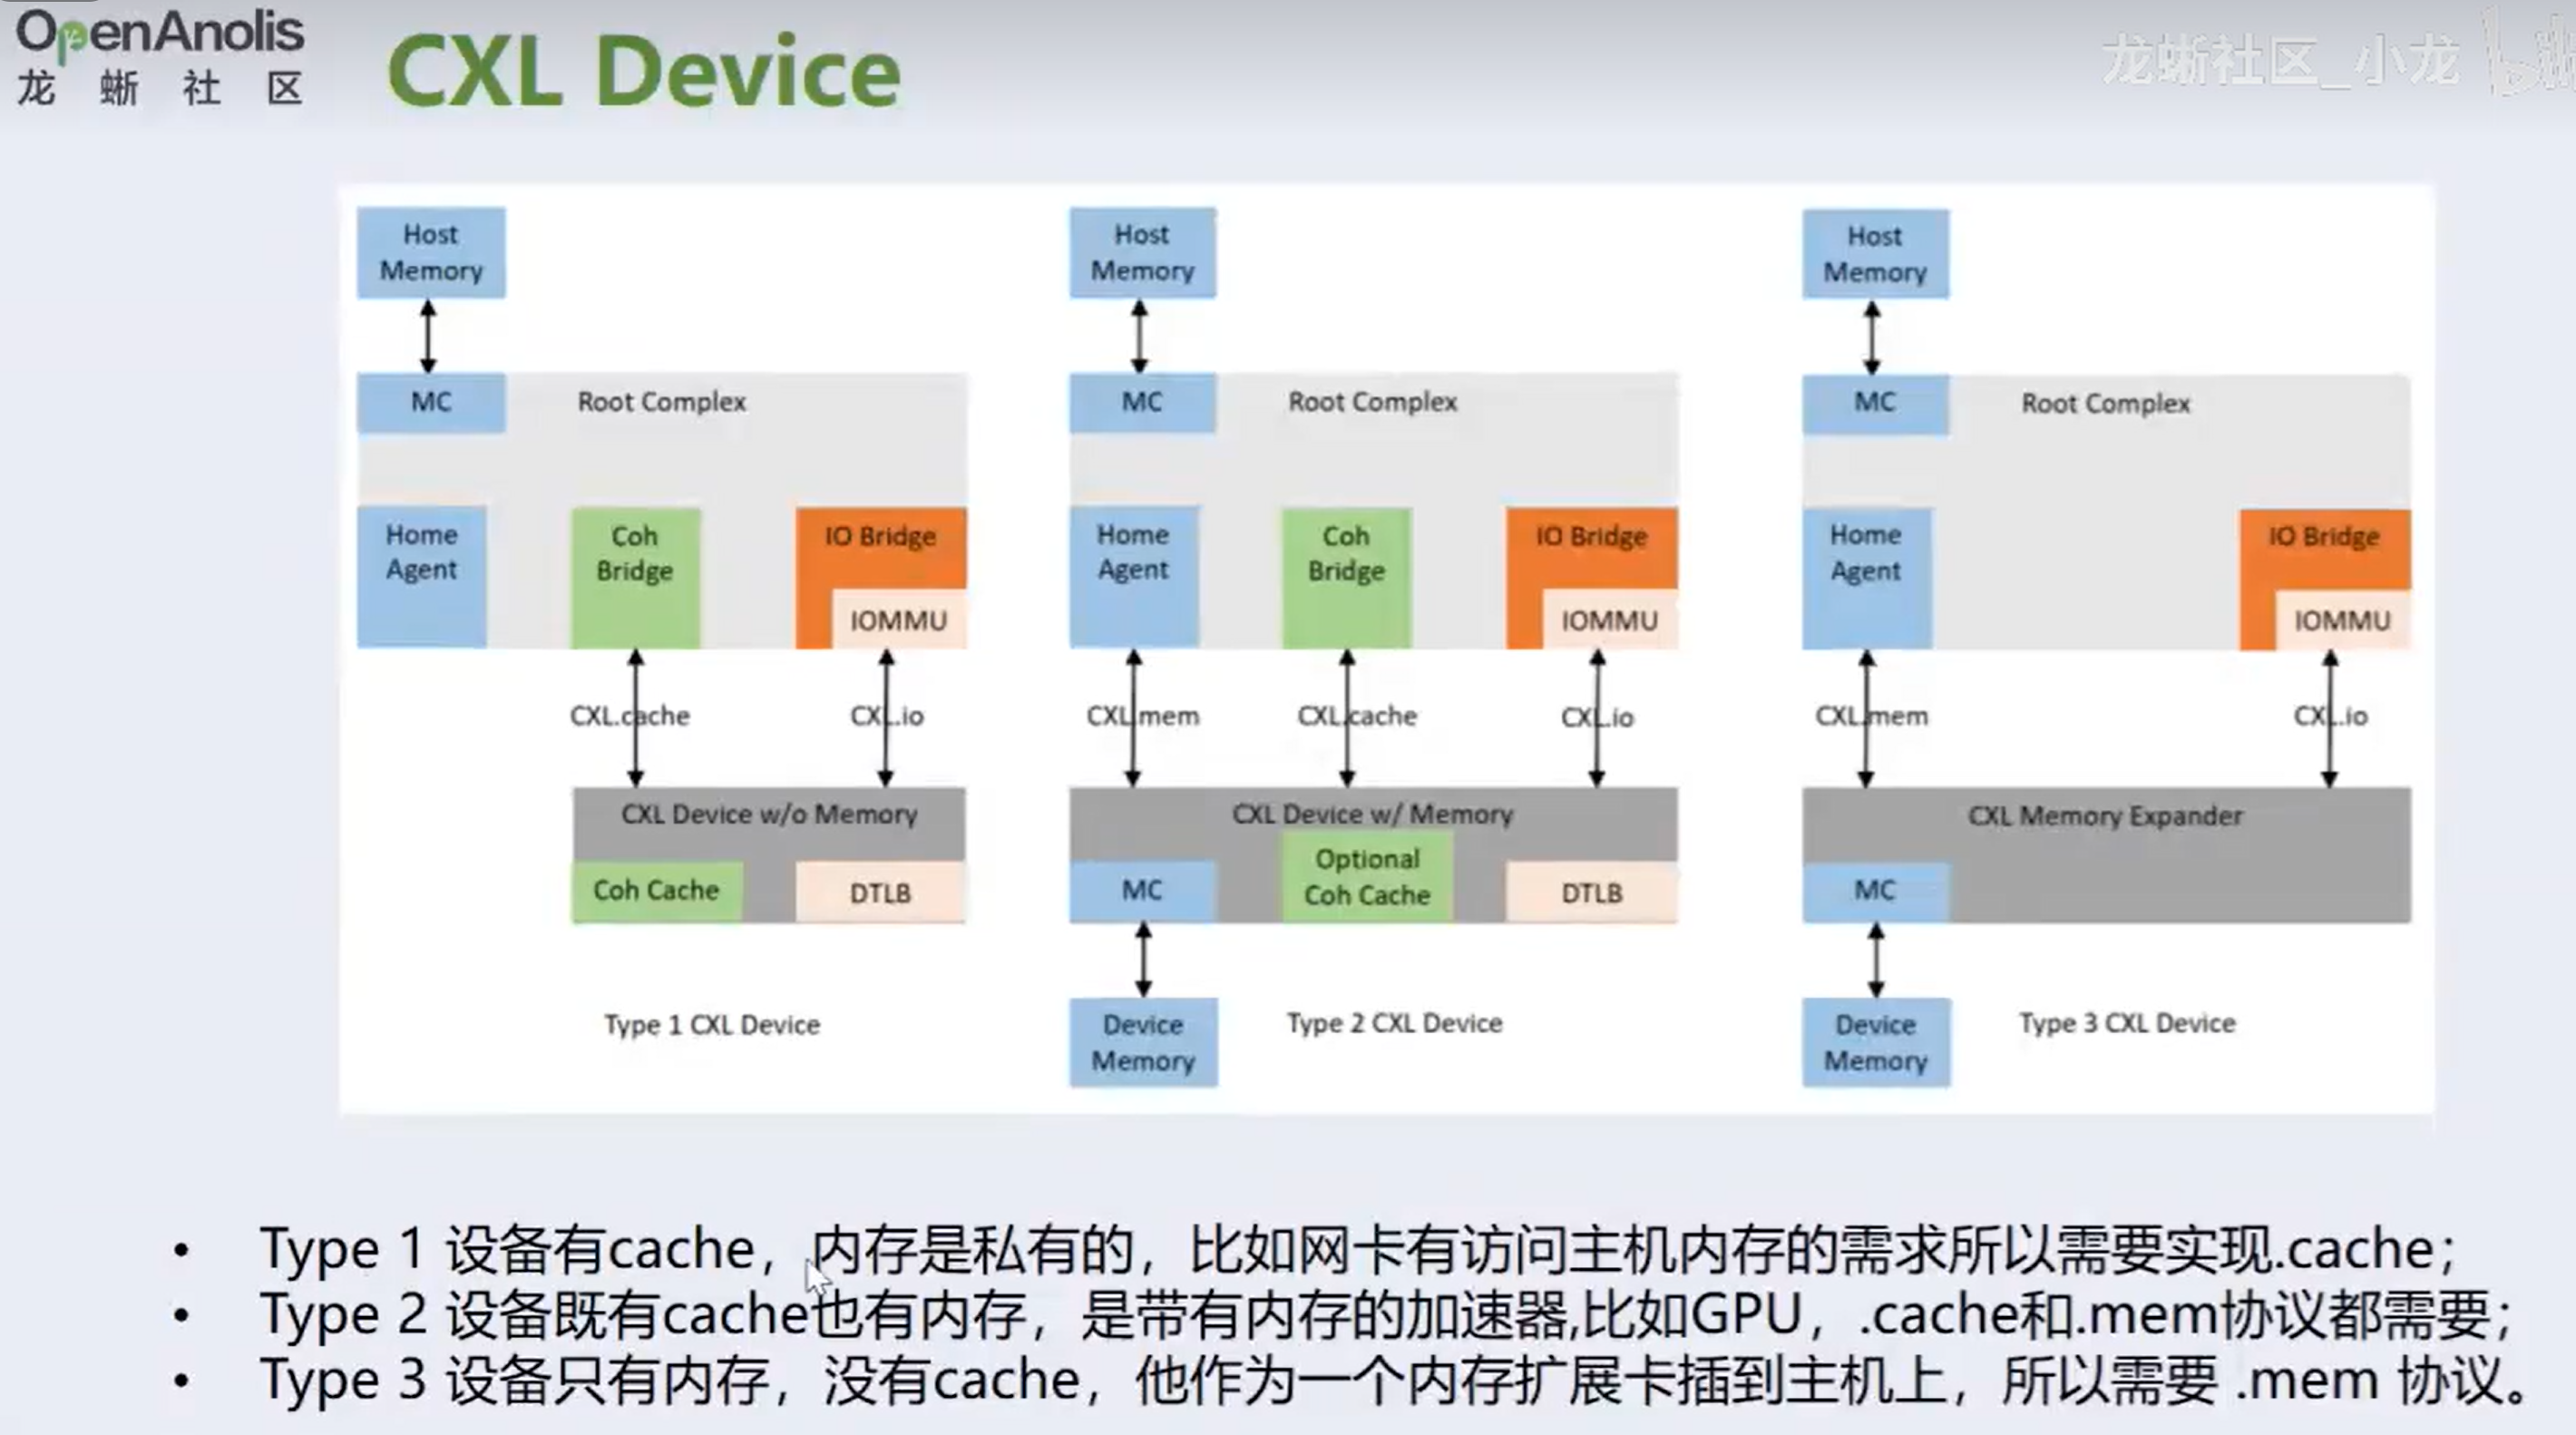 OpenAnolis
龙蜥社区
CXL Device
龙蜥社区_小龙
Host
Memory
MC
Root Complex
Home
Agent
Coh
Bridge
IO Bridge
IOMMU
CXL.cache
CXL.io
CXL Device w/o Memory
Coh Cache
DTLB
Type 1 CXL Device
Host
Memory
MC
Root Complex
Home
Agent
Coh
Bridge
IO Bridge
IOMMU
CXL.mem
CXL.cache
CXL.io
CXL Device w/ Memory
MC
Optional
Coh Cache
DTLB
Device
Memory
Type 2 CXL Device
Host
Memory
MC
Root Complex
Home
Agent
IO Bridge
IOMMU
CXL.mem
CXL.io
CXL Memory Expander
MC
Device
Memory
Type 3 CXL Device
• Type 1 设备有cache，内存是私有的，比如网卡有访问主机内存的需求所以需要实现.cache；
• Type 2 设备既有cache也有内存，是带有内存的加速器,比如GPU，.cache和.mem协议都需要；
• Type 3 设备只有内存，没有cache，他作为一个内存扩展卡插到主机上，所以需要 .mem 协议。